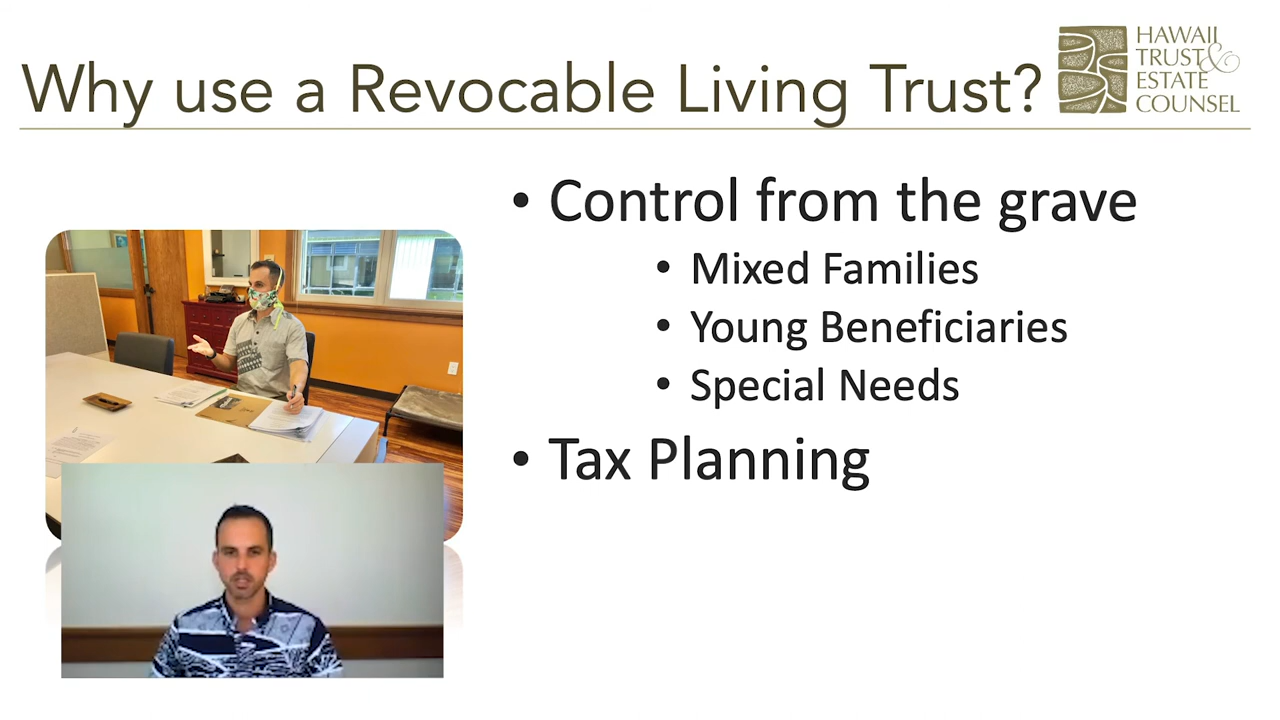 Why use a Revocable Living Trust?
HAWAII
TRUST &
ESTATE
COUNSEL
• Control from the grave
• Mixed Families
• Young Beneficiaries
• Special Needs
• Tax Planning